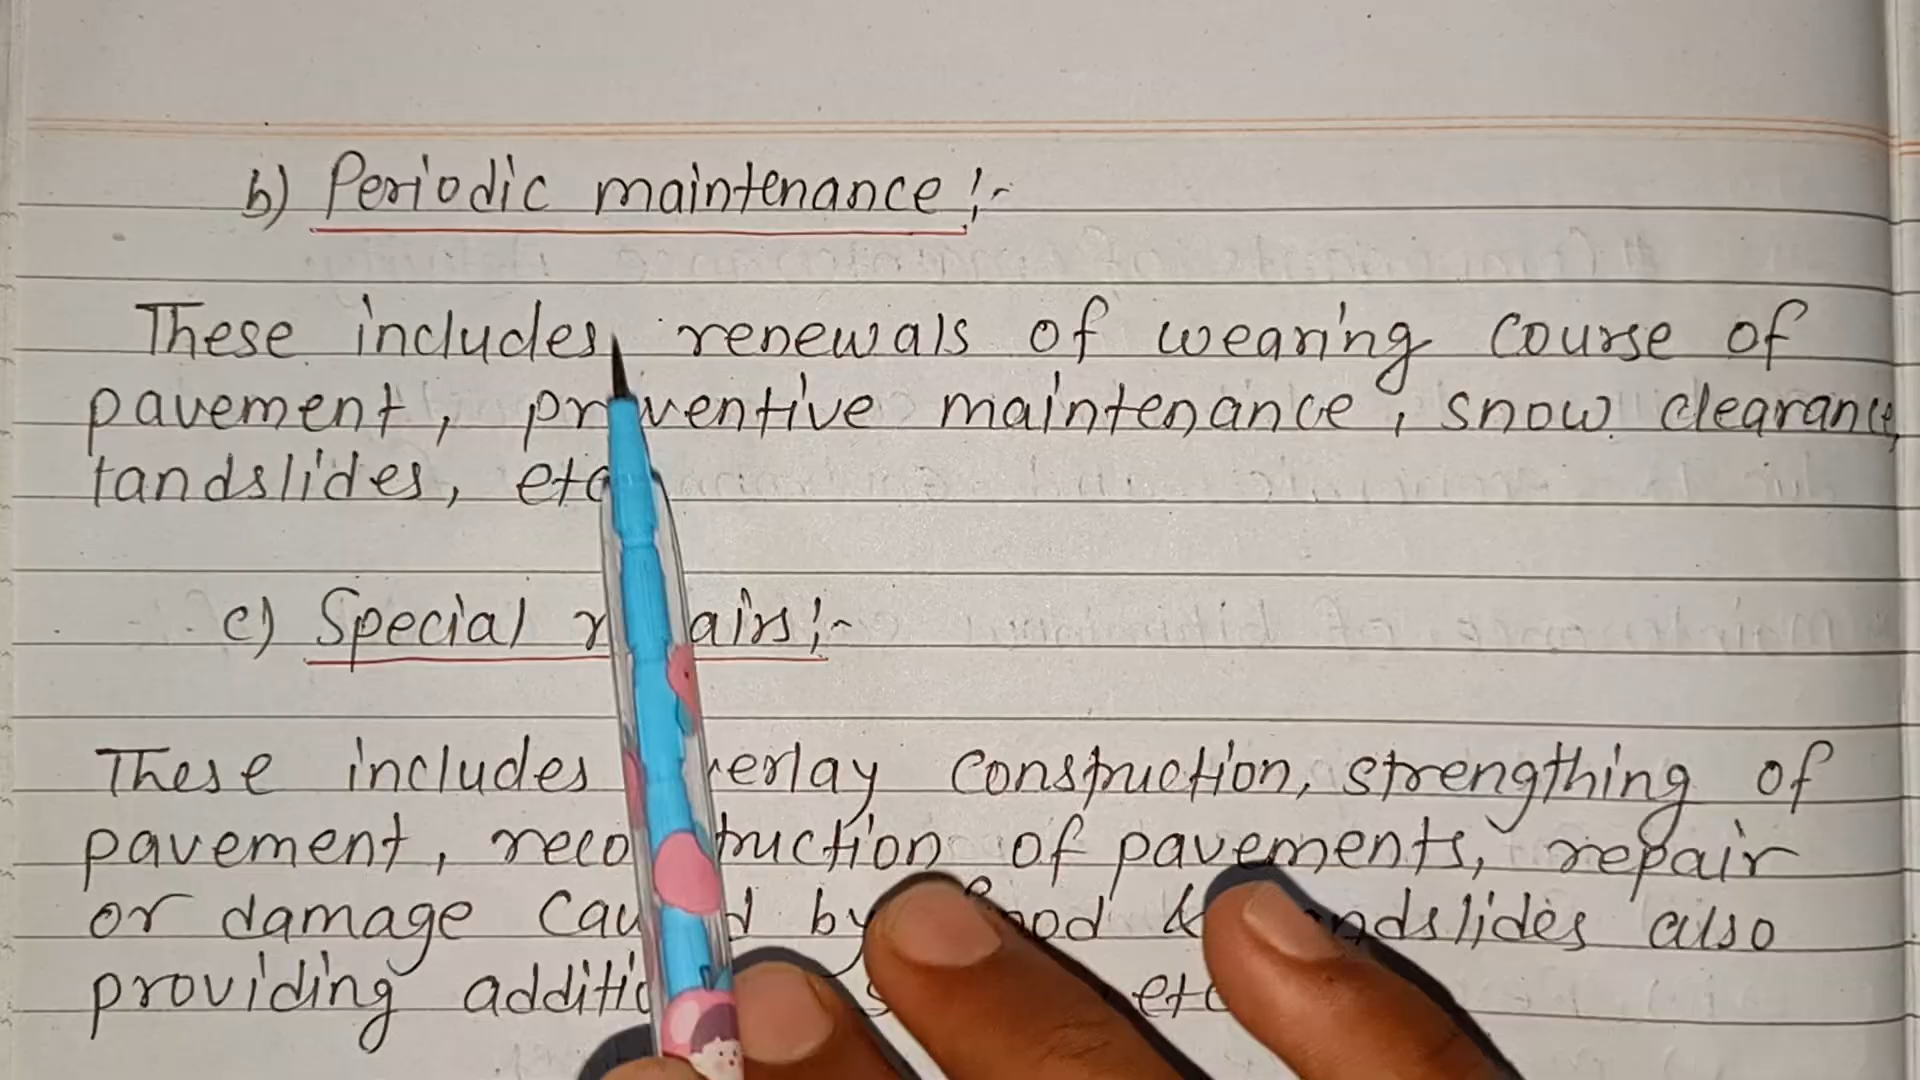 b) Periodic maintenance :-
These includes renewals of wearing course of
pavement, preventive maintenance, snow clearance,
landslides, etc
c) Special repairs :-
These includes overlay construction, strengthing of
pavement, reconstruction of pavements, repair
or damage caused by flood & landslides also
providing additional etc